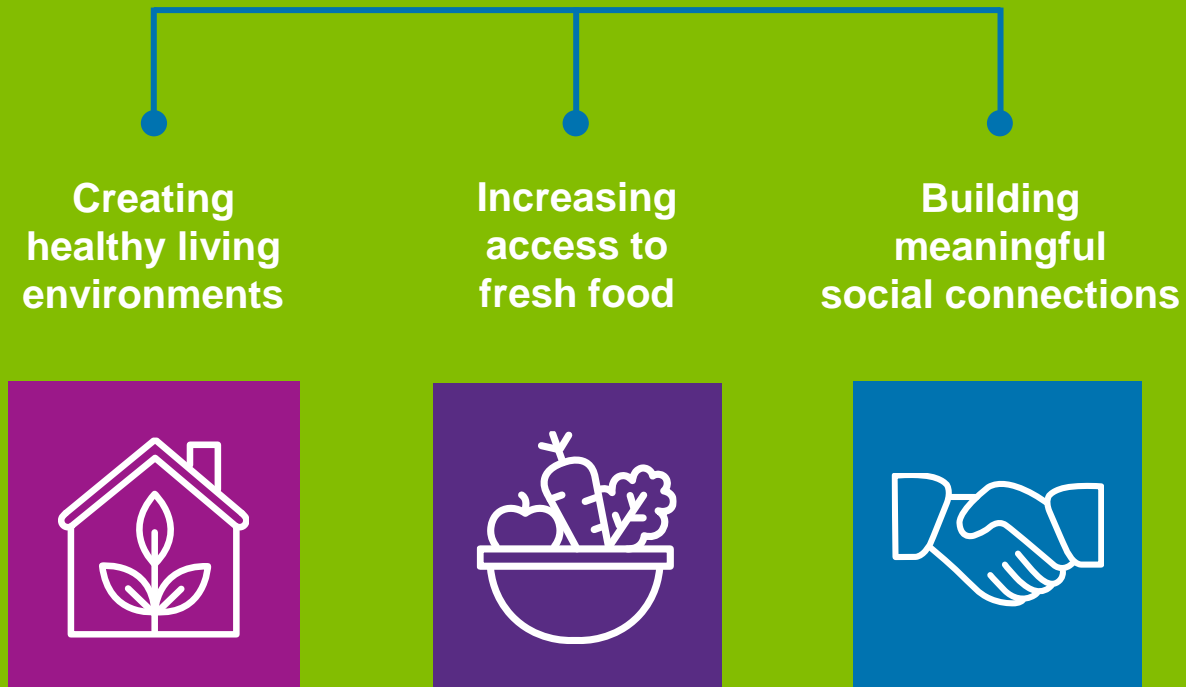 Creating
healthy living
environments
Increasing
access to
fresh food
Building
meaningful
social connections